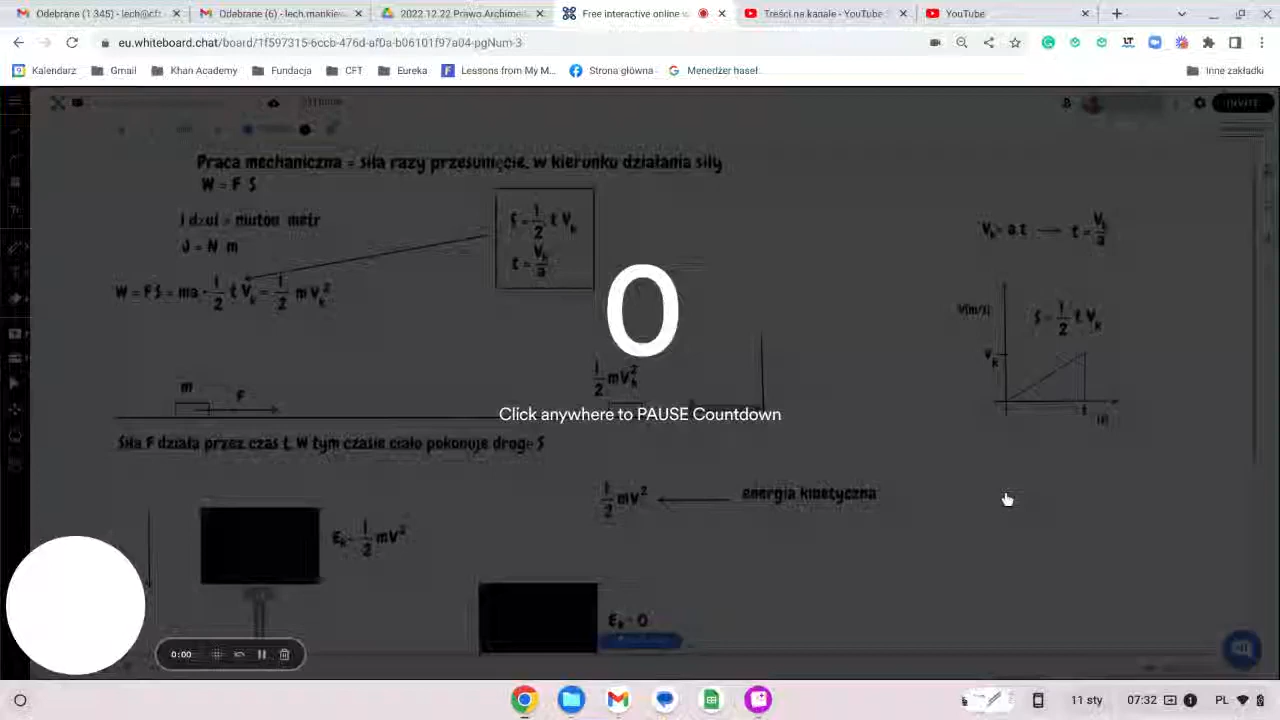 Odebrane (1 345) - lech@cft
Odebrane (6) - lech.mankiew
2022.12.22 Prawo Archimed
Free interactive online w
Treści na kanale - YouTube
YouTube
eu.whiteboard.chat/board/1f597315-6ccb-476d-af0a-b06101f97a04-pgNum-3
Kalendarz
Gmail
Khan Academy
Fundacja
CFT
Eureka
Lessons from My M...
Strona główna
Menedżer haseł
Inne zakładki
INVITE
Praca mechaniczna = siła razy przesunięcie, w kierunku działania siły
W = F S
1 dżul = niuton metr
J = N m
S = 1/2 t Vk
t = Vk/a
W = F S = ma · 1/2 t Vk = 1/2 m Vk²
Vk = a t → t = Vk/a
V[m/s]
S = 1/2 t Vk
Vk
t
0
1/2 mVk²
Click anywhere to PAUSE Countdown
m
F
Siła F działa przez czas t. W tym czasie ciało pokonuje drogę S
1/2 mV² ← energia kinetyczna
Ek = 1/2 mV²
Ek = 0
0:00
11 sty
07:32